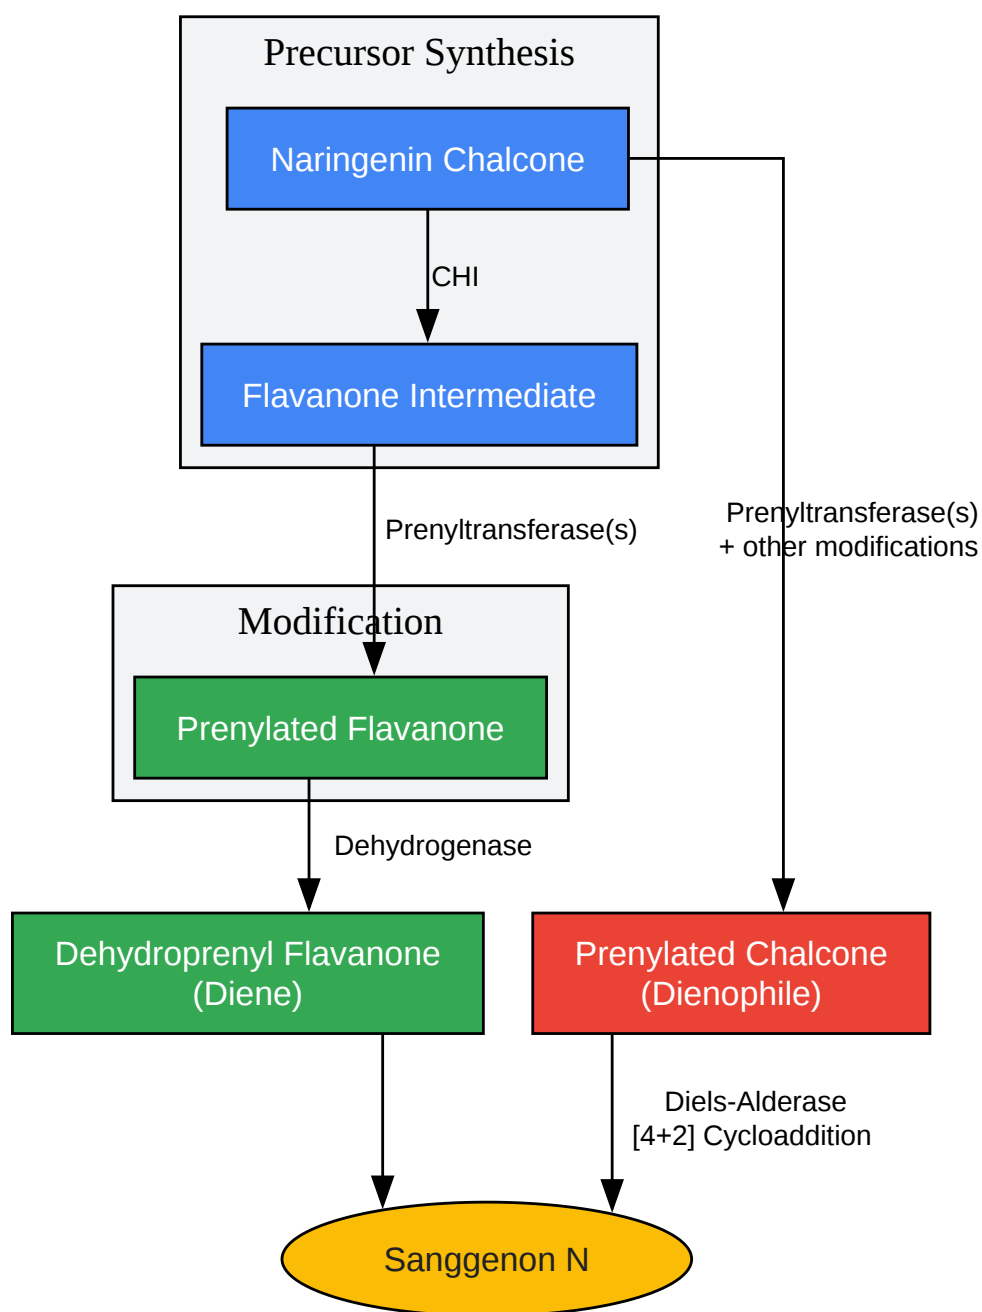 Precursor Synthesis
Naringenin Chalcone
CHI
Flavanone Intermediate
Prenyltransferase(s)
Prenyltransferase(s)
+ other modifications
Modification
Prenylated Flavanone
Dehydrogenase
Dehydroprenyl Flavanone
(Diene)
Prenylated Chalcone
(Dienophile)
Diels-Alderase
[4+2] Cycloaddition
Sanggenon N